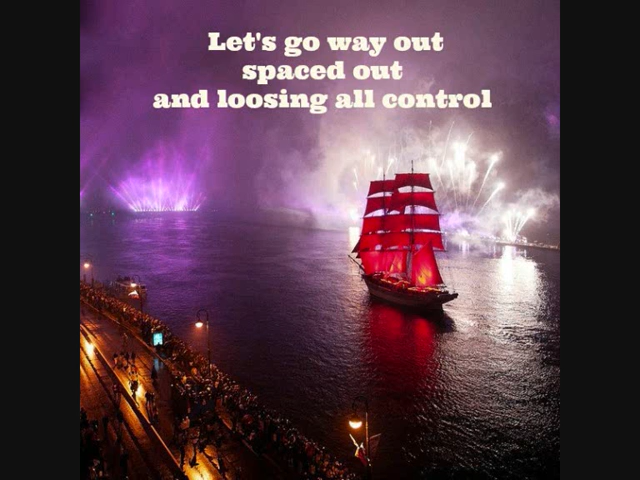 Let's go way out
spaced out
and loosing all control